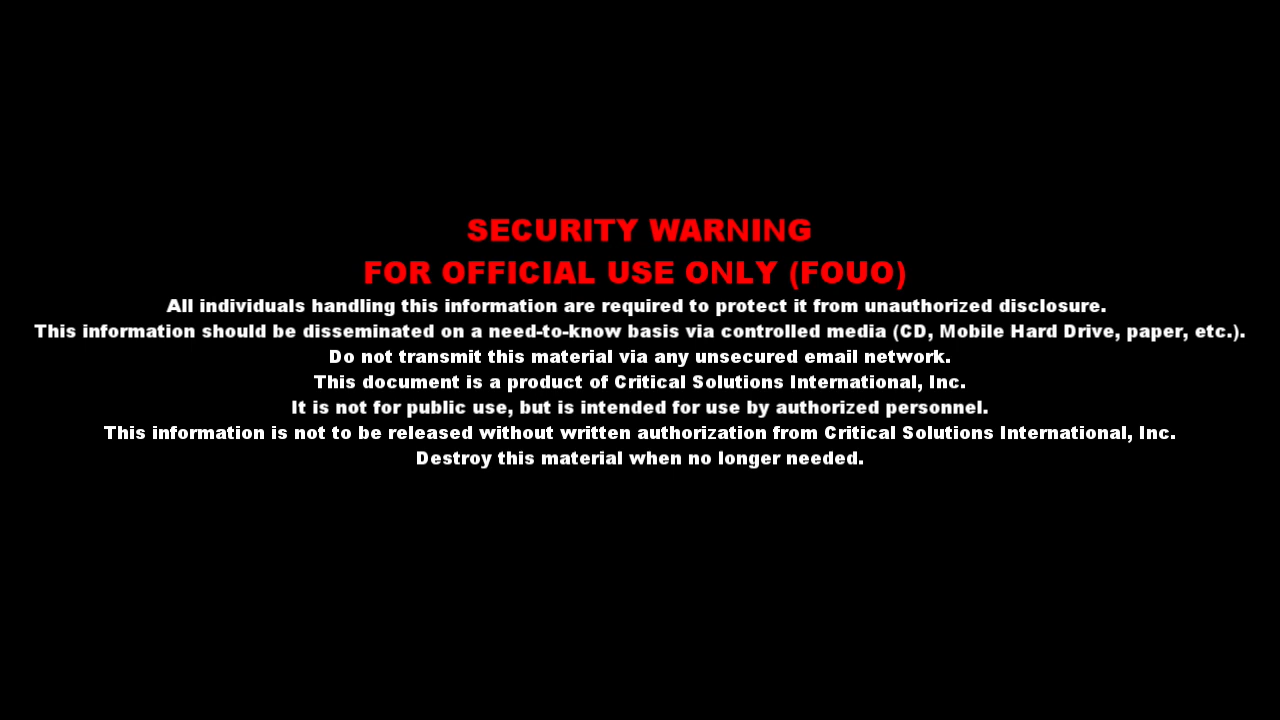 SECURITY WARNING
FOR OFFICIAL USE ONLY (FOUO)
All individuals handling this information are required to protect it from unauthorized disclosure.
This information should be disseminated on a need-to-know basis via controlled media (CD, Mobile Hard Drive, paper, etc.).
Do not transmit this material via any unsecured email network.
This document is a product of Critical Solutions International, Inc.
It is not for public use, but is intended for use by authorized personnel.
This information is not to be released without written authorization from Critical Solutions International, Inc.
Destroy this material when no longer needed.